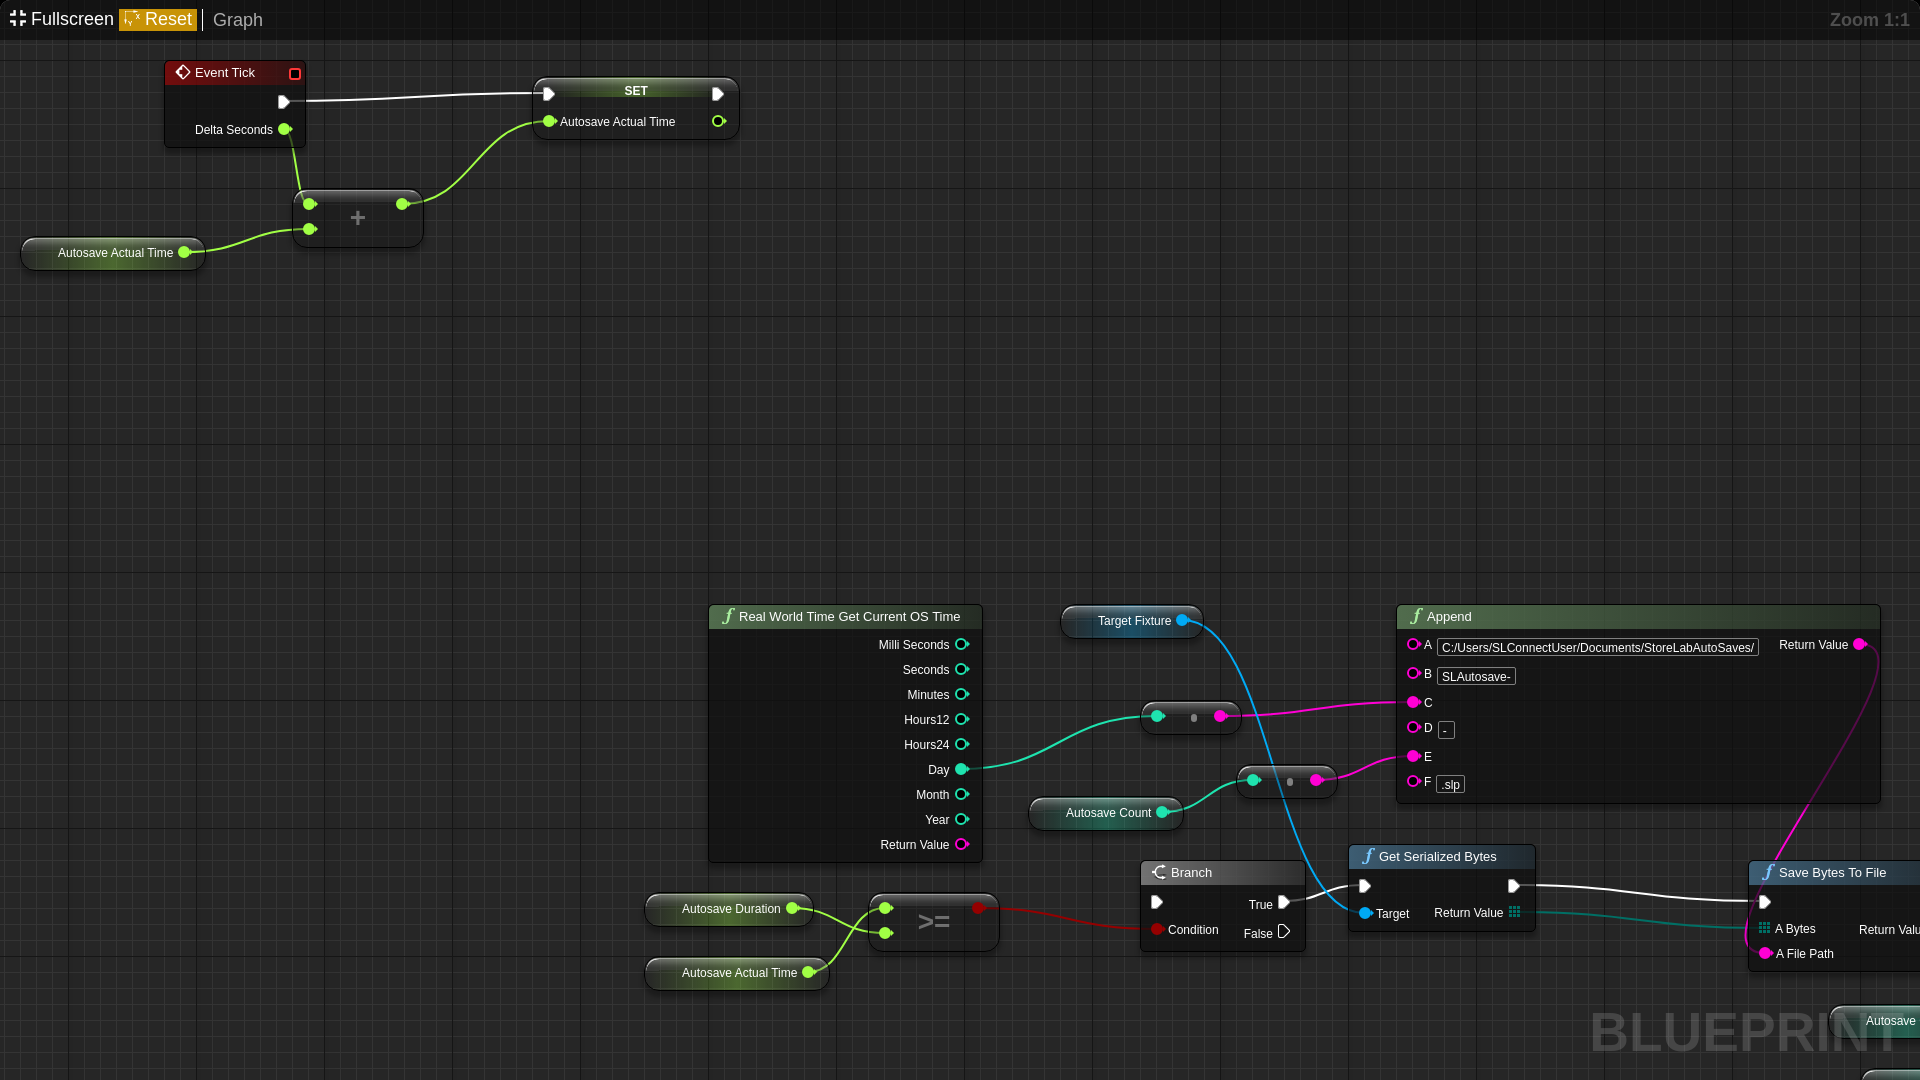 Fullscreen Reset Graph
Zoom 1:1
Event Tick
Delta Seconds
SET
Autosave Actual Time
+
Autosave Actual Time
Real World Time Get Current OS Time
Milli Seconds
Seconds
Minutes
Hours12
Hours24
Day
Month
Year
Return Value
Target Fixture
Autosave Count
Append
A C:/Users/SLConnectUser/Documents/StoreLabAutoSaves/ Return Value
B SLAutosave-
C
D -
E
F .slp
Autosave Duration
Autosave Actual Time
>=
Branch
True
Condition
False
Get Serialized Bytes
Target Return Value
Save Bytes To File
A Bytes Return Valu
A File Path
Autosave
BLUEPRINT